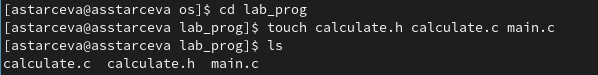 [astarceva@asstarceva os]$ cd lab_prog
[astarceva@asstarceva lab_prog]$ touch calculate.h calculate.c main.c
[astarceva@asstarceva lab_prog]$ ls
calculate.c  calculate.h  main.c